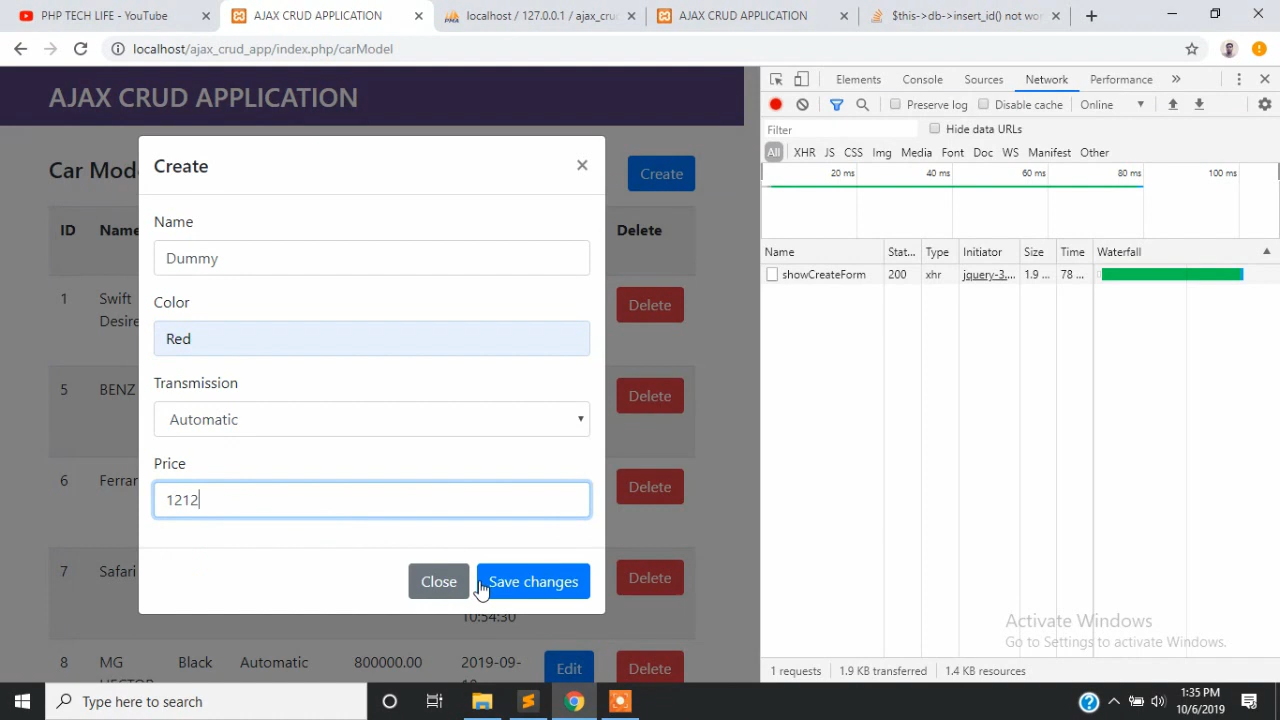 PHP TECH LIFE - YouTube
AJAX CRUD APPLICATION
localhost / 127.0.0.1 / ajax_cru
AJAX CRUD APPLICATION
$this->db->insert_id() not wor
localhost/ajax_crud_app/index.php/carModel
AJAX CRUD APPLICATION
Car Mod
Create
ID Name Delete
1 Swift Desire Delete
5 BENZ Delete
6 Ferrar Delete
7 Safari Delete
10:54:30
8 MG Black Automatic 800000.00 2019-09- Edit Delete
Create
×
Name
Dummy
Color
Red
Transmission
Automatic
Price
1212
Close
Save changes
Elements Console Sources Network Performance »
Preserve log Disable cache Online
Filter
Hide data URLs
All XHR JS CSS Img Media Font Doc WS Manifest Other
20 ms 40 ms 60 ms 80 ms 100 ms
Name Stat... Type Initiator Size Time Waterfall
showCreateForm 200 xhr jquery-3.... 1.9 ... 78 ...
Activate Windows
Go to Settings to activate Windows.
1 requests 1.9 KB transferred 1.4 KB resources
Type here to search
1:35 PM
10/6/2019